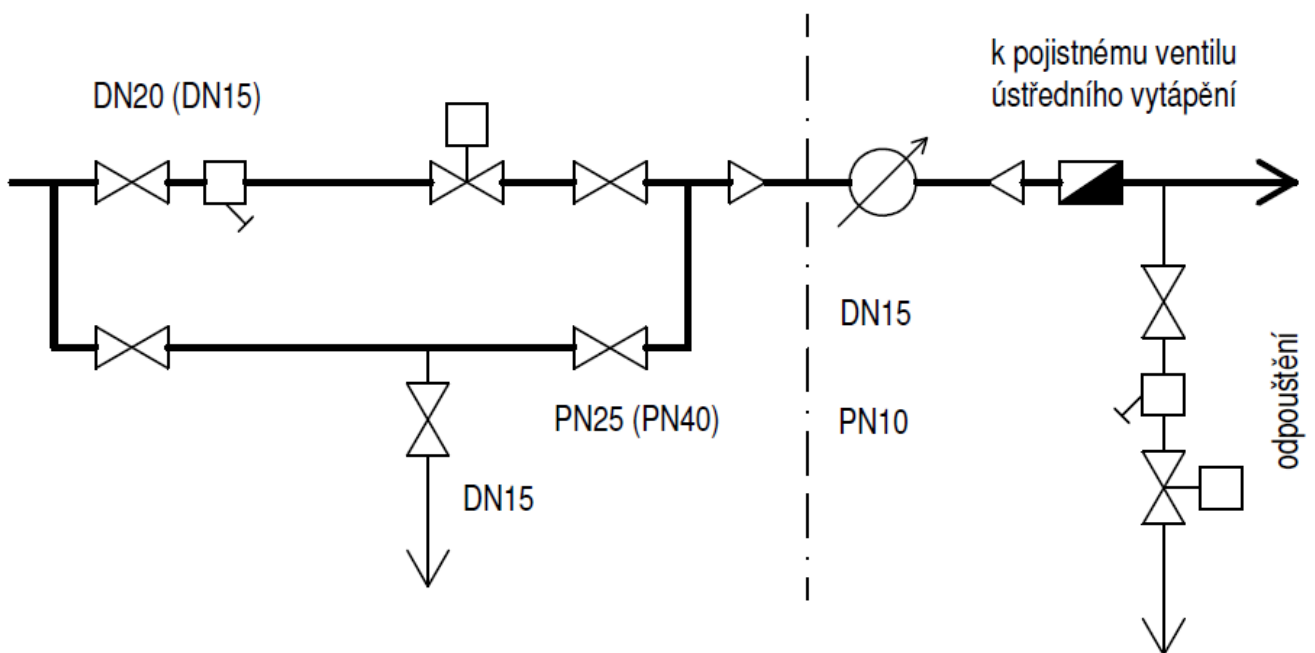 k pojistnému ventilu
ústředního vytápění
DN20 (DN15)
DN15
PN25 (PN40)
PN10
DN15
odpouštění